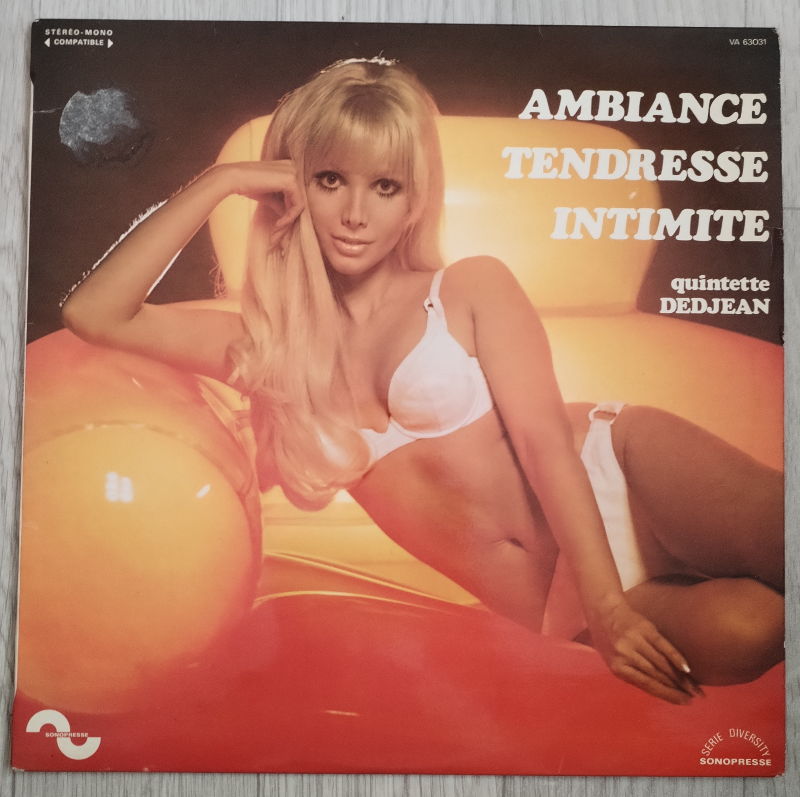 STÉRÉO-MONO
COMPATIBLE
VA 63031
AMBIANCE
TENDRESSE
INTIMITE
quintette
DEDJEAN
SONOPRESSE
SERIE DIVERSITY
SONOPRESSE